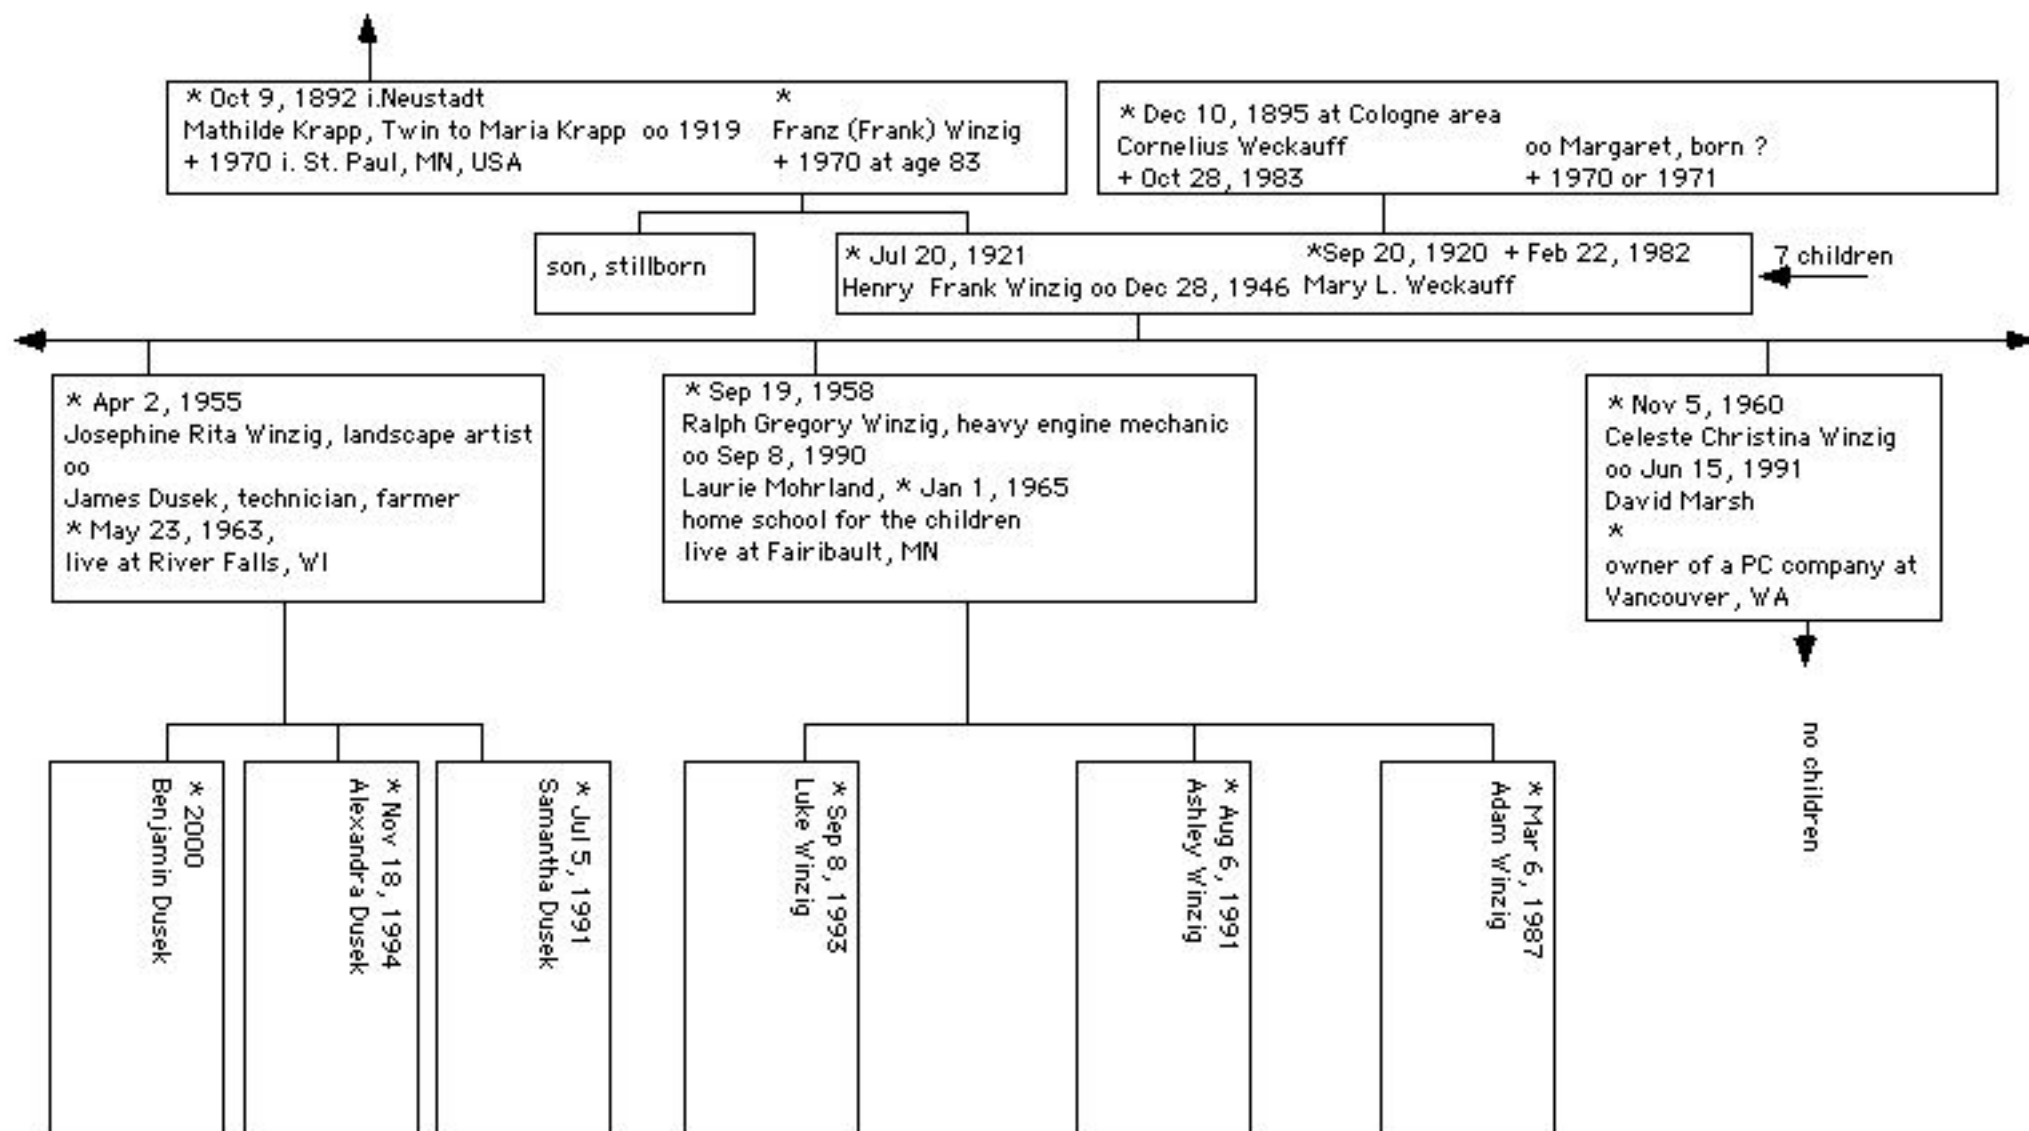 * Oct 9, 1892 i.Neustadt *
Mathilde Krapp, Twin to Maria Krapp oo 1919 Franz (Frank) Winzig
+ 1970 i. St. Paul, MN, USA + 1970 at age 83
* Dec 10, 1895 at Cologne area
Cornelius Weckauff oo Margaret, born ?
+ Oct 28, 1983 + 1970 or 1971
son, stillborn
* Jul 20, 1921 *Sep 20, 1920 + Feb 22, 1982
Henry Frank Winzig oo Dec 28, 1946 Mary L. Weckauff
7 children
* Apr 2, 1955
Josephine Rita Winzig, landscape artist
oo
James Dusek, technician, farmer
* May 23, 1963,
live at River Falls, WI
* Sep 19, 1958
Ralph Gregory Winzig, heavy engine mechanic
oo Sep 8, 1990
Laurie Mohrland, * Jan 1, 1965
home school for the children
live at Fairibault, MN
* Nov 5, 1960
Celeste Christina Winzig
oo Jun 15, 1991
David Marsh
*
owner of a PC company at
Vancouver, WA
* 2000
Benjamin Dusek
* Nov 18, 1994
Alexandra Dusek
* Jul 5, 1991
Samantha Dusek
* Sep 8, 1993
Luke Winzig
* Aug 6, 1991
Ashley Winzig
* Mar 6, 1987
Adam Winzig
no children